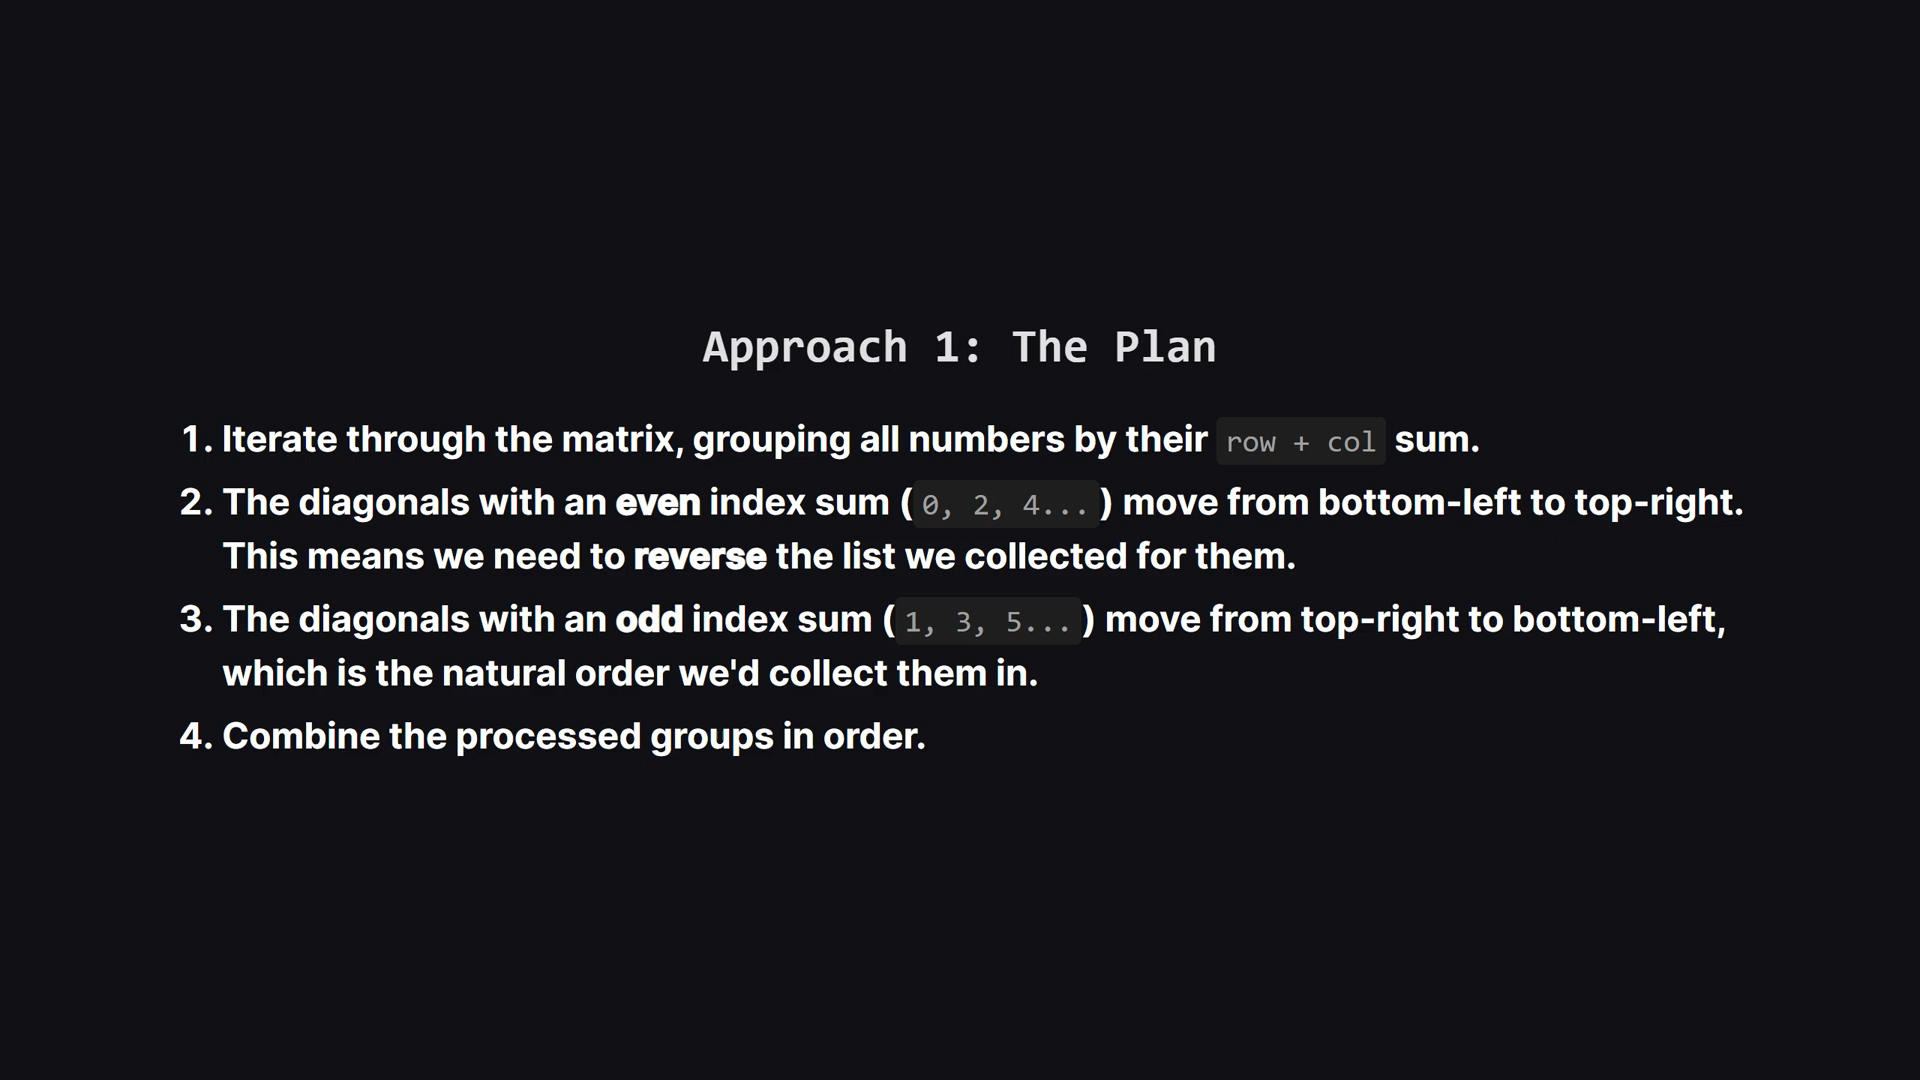 Approach 1: The Plan
1. Iterate through the matrix, grouping all numbers by their row + col sum.
2. The diagonals with an even index sum (0, 2, 4...) move from bottom-left to top-right.
This means we need to reverse the list we collected for them.
3. The diagonals with an odd index sum (1, 3, 5...) move from top-right to bottom-left,
which is the natural order we'd collect them in.
4. Combine the processed groups in order.